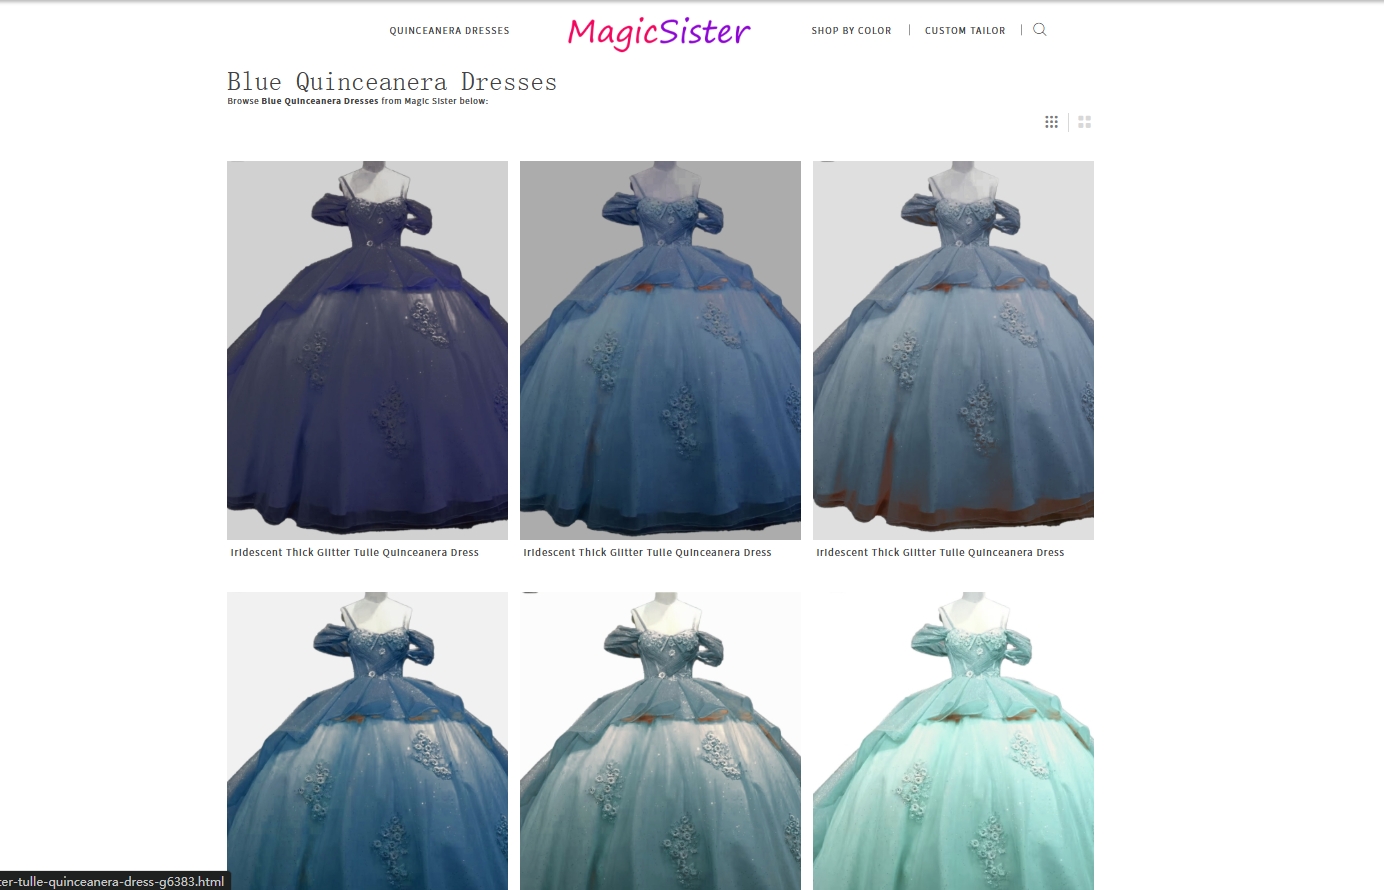 QUINCEANERA DRESSES
MagicSister
SHOP BY COLOR
CUSTOM TAILOR
Blue Quinceanera Dresses
Browse Blue Quinceanera Dresses from Magic Sister below:
Iridescent Thick Glitter Tulle Quinceanera Dress
Iridescent Thick Glitter Tulle Quinceanera Dress
Iridescent Thick Glitter Tulle Quinceanera Dress
ter-tulle-quinceanera-dress-g6383.html